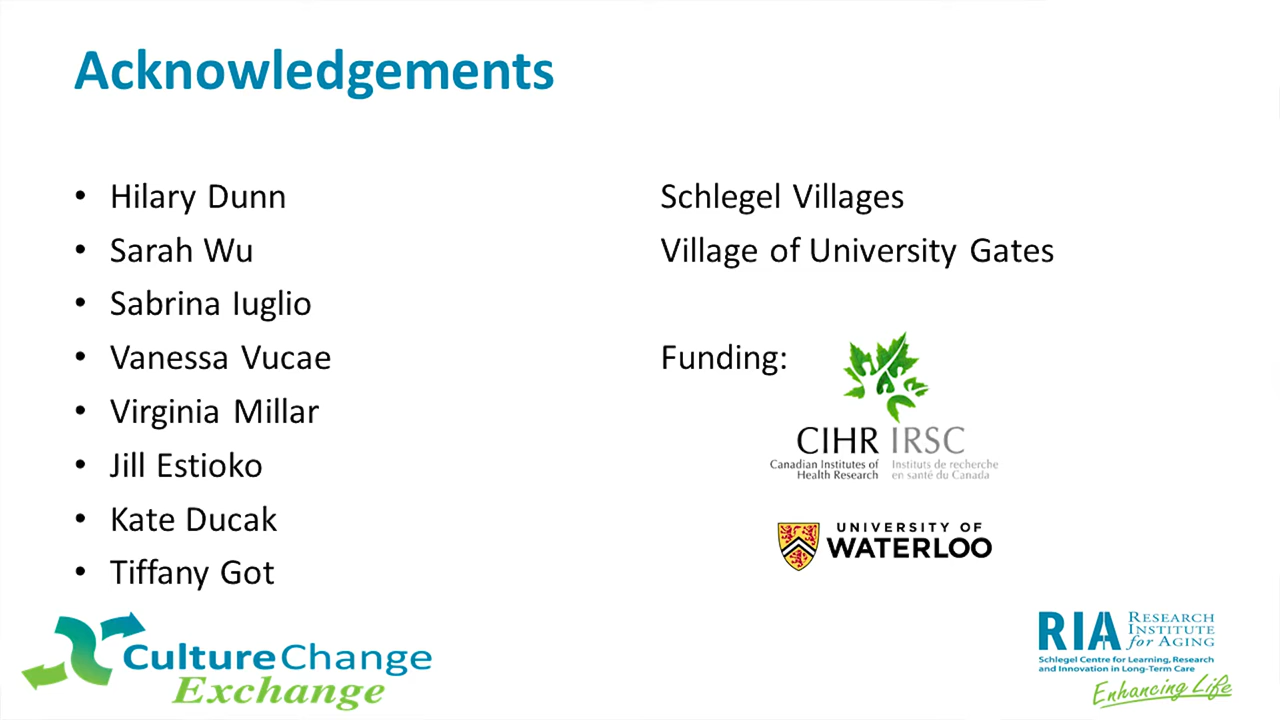 Acknowledgements
• Hilary Dunn
• Sarah Wu
• Sabrina Iuglio
• Vanessa Vucae
• Virginia Millar
• Jill Estioko
• Kate Ducak
• Tiffany Got
Schlegel Villages
Village of University Gates
Funding:
CIHR IRSC
Canadian Institutes of Health Research
Instituts de recherche en santé du Canada
UNIVERSITY OF
WATERLOO
CultureChange
Exchange
RIA
RESEARCH
INSTITUTE
for AGING
Schlegel Centre for Learning, Research
and Innovation in Long-Term Care
Enhancing Life